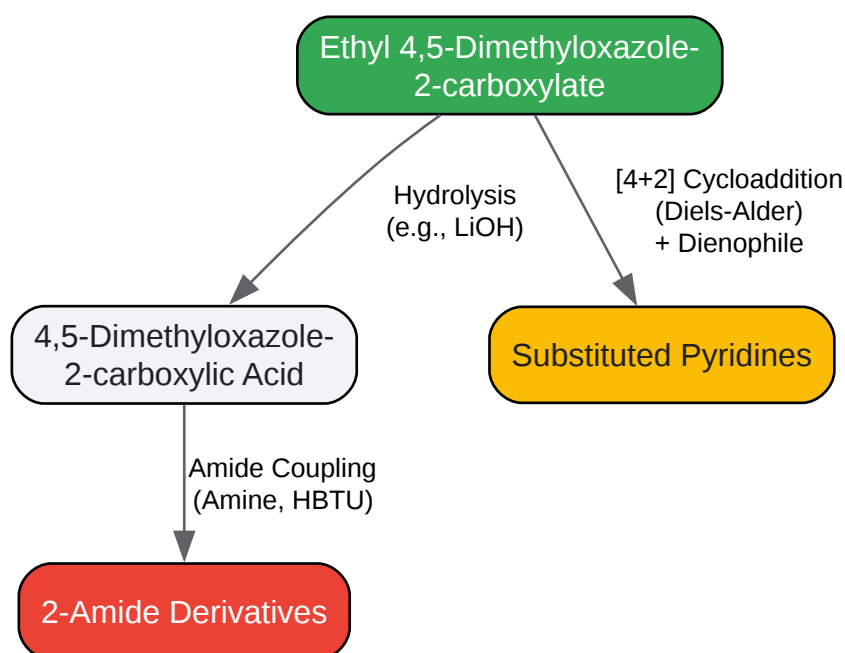 Ethyl 4,5-Dimethyloxazole-
2-carboxylate
Hydrolysis
(e.g., LiOH)
[4+2] Cycloaddition
(Diels-Alder)
+ Dienophile
4,5-Dimethyloxazole-
2-carboxylic Acid
Substituted Pyridines
Amide Coupling
(Amine, HBTU)
2-Amide Derivatives